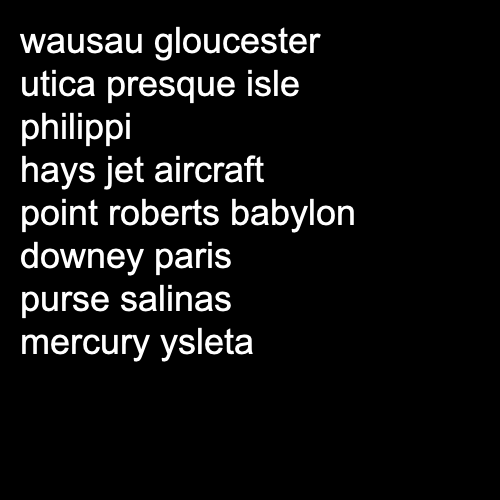 wausau gloucester
utica presque isle
philippi
hays jet aircraft
point roberts babylon
downey paris
purse salinas
mercury ysleta